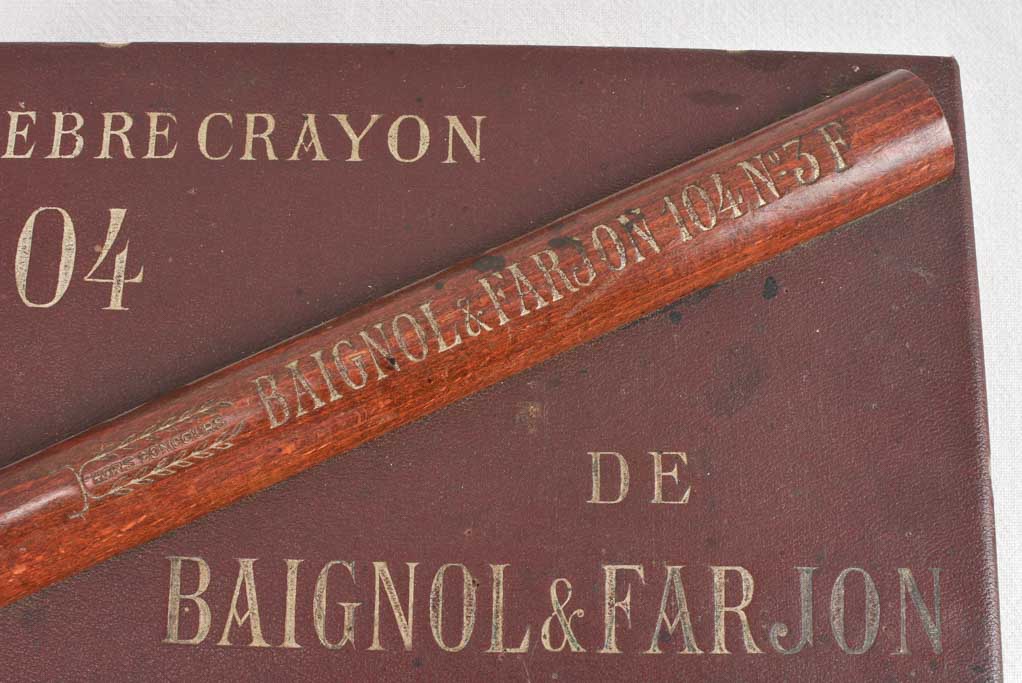 ÈBRE CRAYON
04
BAIGNOL & FARJON 104 Nº 3 F
DE
BAIGNOL & FARJON